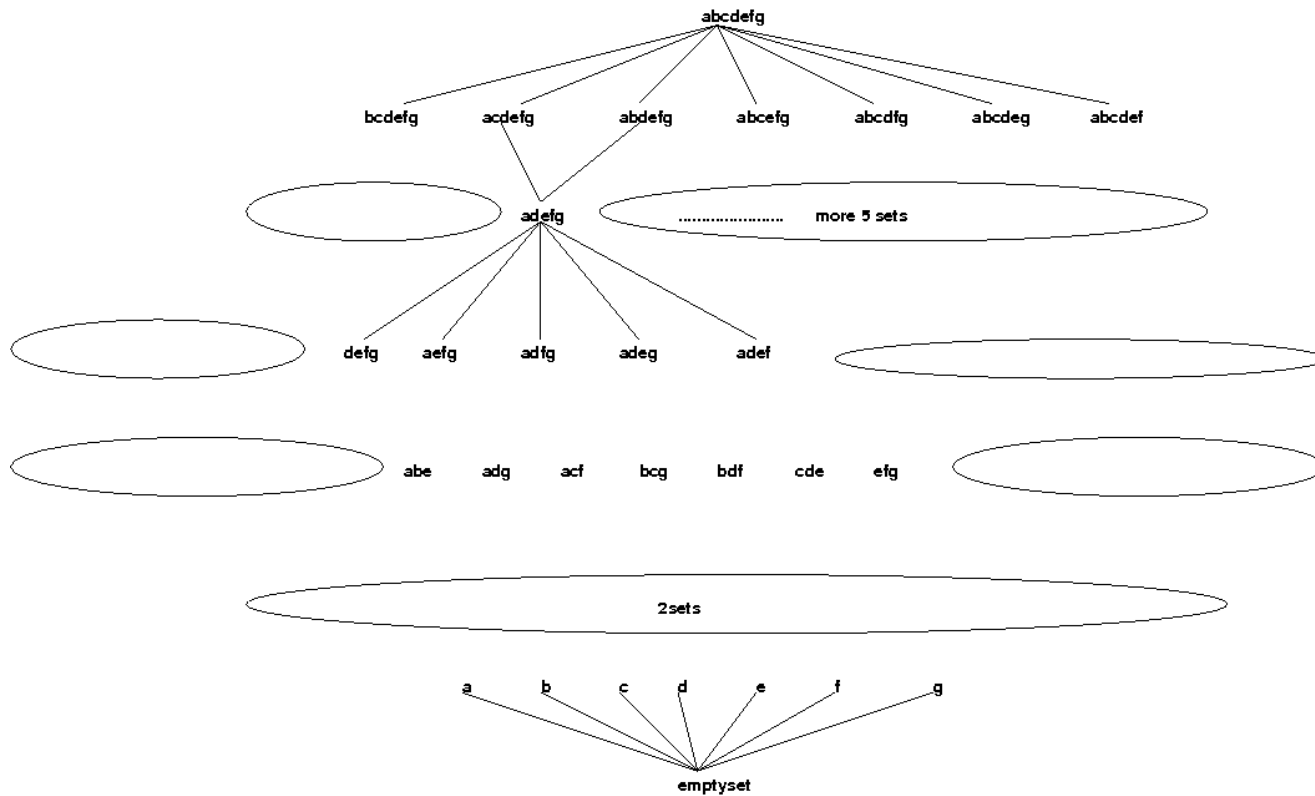 abcdefg
bcdefg acdefg abdefg abcefg abcdfg abcdeg abcdef
adefg ....................... more 5 sets
defg aefg adfg adeg adef
abe adg acf bcg bdf cde efg
2sets
a b c d e f g
emptyset